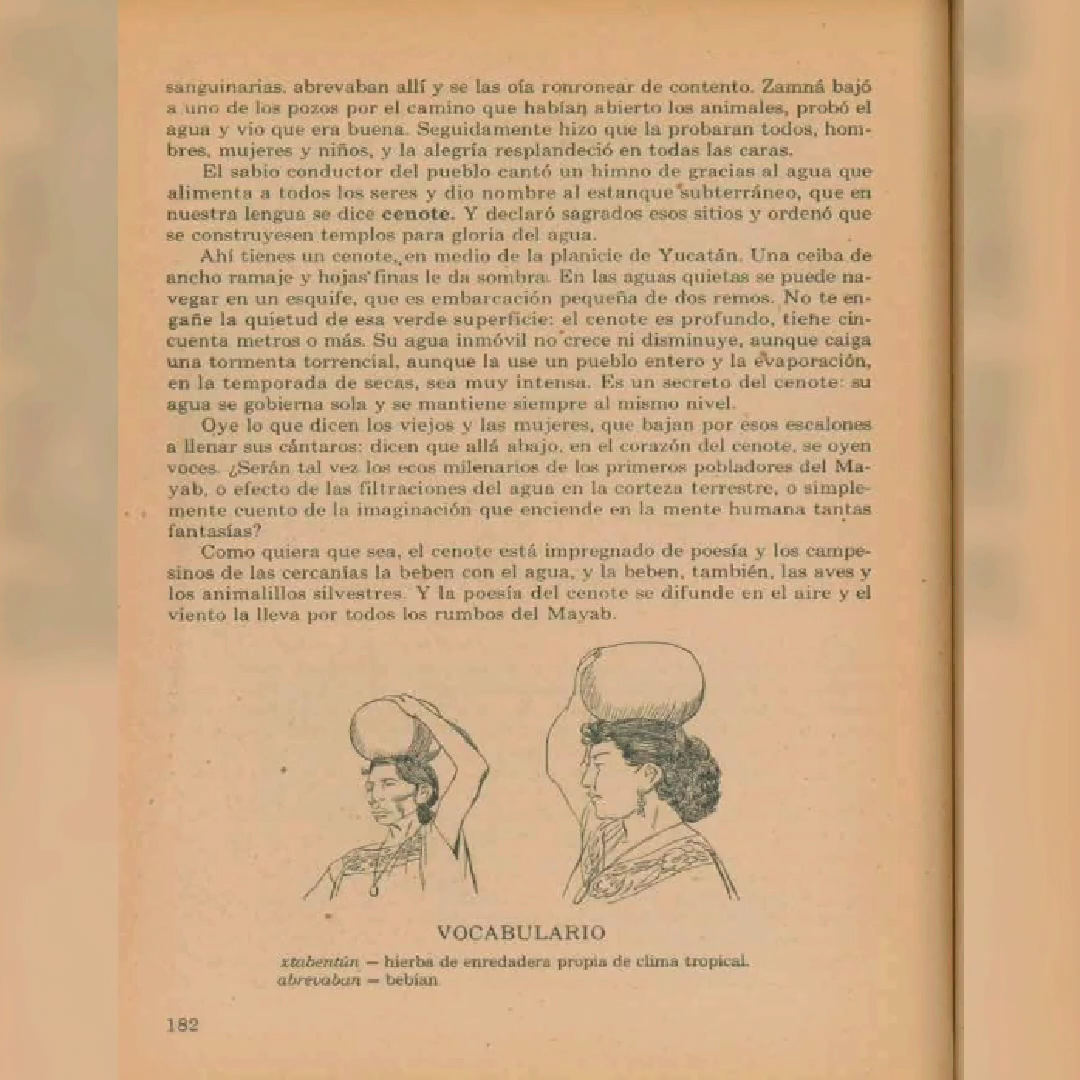 sanguinarias, abrevaban allí y se las oía ronronear de contento. Zamná bajó
a uno de los pozos por el camino que habían abierto los animales, probó el
agua y vio que era buena. Seguidamente hizo que la probaran todos, hom-
bres, mujeres y niños, y la alegría resplandeció en todas las caras.
El sabio conductor del pueblo cantó un himno de gracias al agua que
alimenta a todos los seres y dio nombre al estanque subterráneo, que en
nuestra lengua se dice cenote. Y declaró sagrados esos sitios y ordenó que
se construyesen templos para gloria del agua.
Ahí tienes un cenote, en medio de la planicie de Yucatán. Una ceiba de
ancho ramaje y hojas finas le da sombra. En las aguas quietas se puede na-
vegar en un esquife, que es embarcación pequeña de dos remos. No te en-
gañe la quietud de esa verde superficie: el cenote es profundo, tiene cin-
cuenta metros o más. Su agua inmóvil no crece ni disminuye, aunque caiga
una tormenta torrencial, aunque la use un pueblo entero y la evaporación,
en la temporada de secas, sea muy intensa. Es un secreto del cenote: su
agua se gobierna sola y se mantiene siempre al mismo nivel.
Oye lo que dicen los viejos y las mujeres, que bajan por esos escalones
a llenar sus cántaros: dicen que allá abajo, en el corazón del cenote, se oyen
voces. ¿Serán tal vez los ecos milenarios de los primeros pobladores del Ma-
yab, o efecto de las filtraciones del agua en la corteza terrestre, o simple-
mente cuento de la imaginación que enciende en la mente humana tantas
fantasías?
Como quiera que sea, el cenote está impregnado de poesía y los campe-
sinos de las cercanías la beben con el agua, y la beben, también, las aves y
los animalillos silvestres. Y la poesía del cenote se difunde en el aire y el
viento la lleva por todos los rumbos del Mayab.
VOCABULARIO
xtabentún — hierba de enredadera propia de clima tropical.
abrevaban — bebían
182